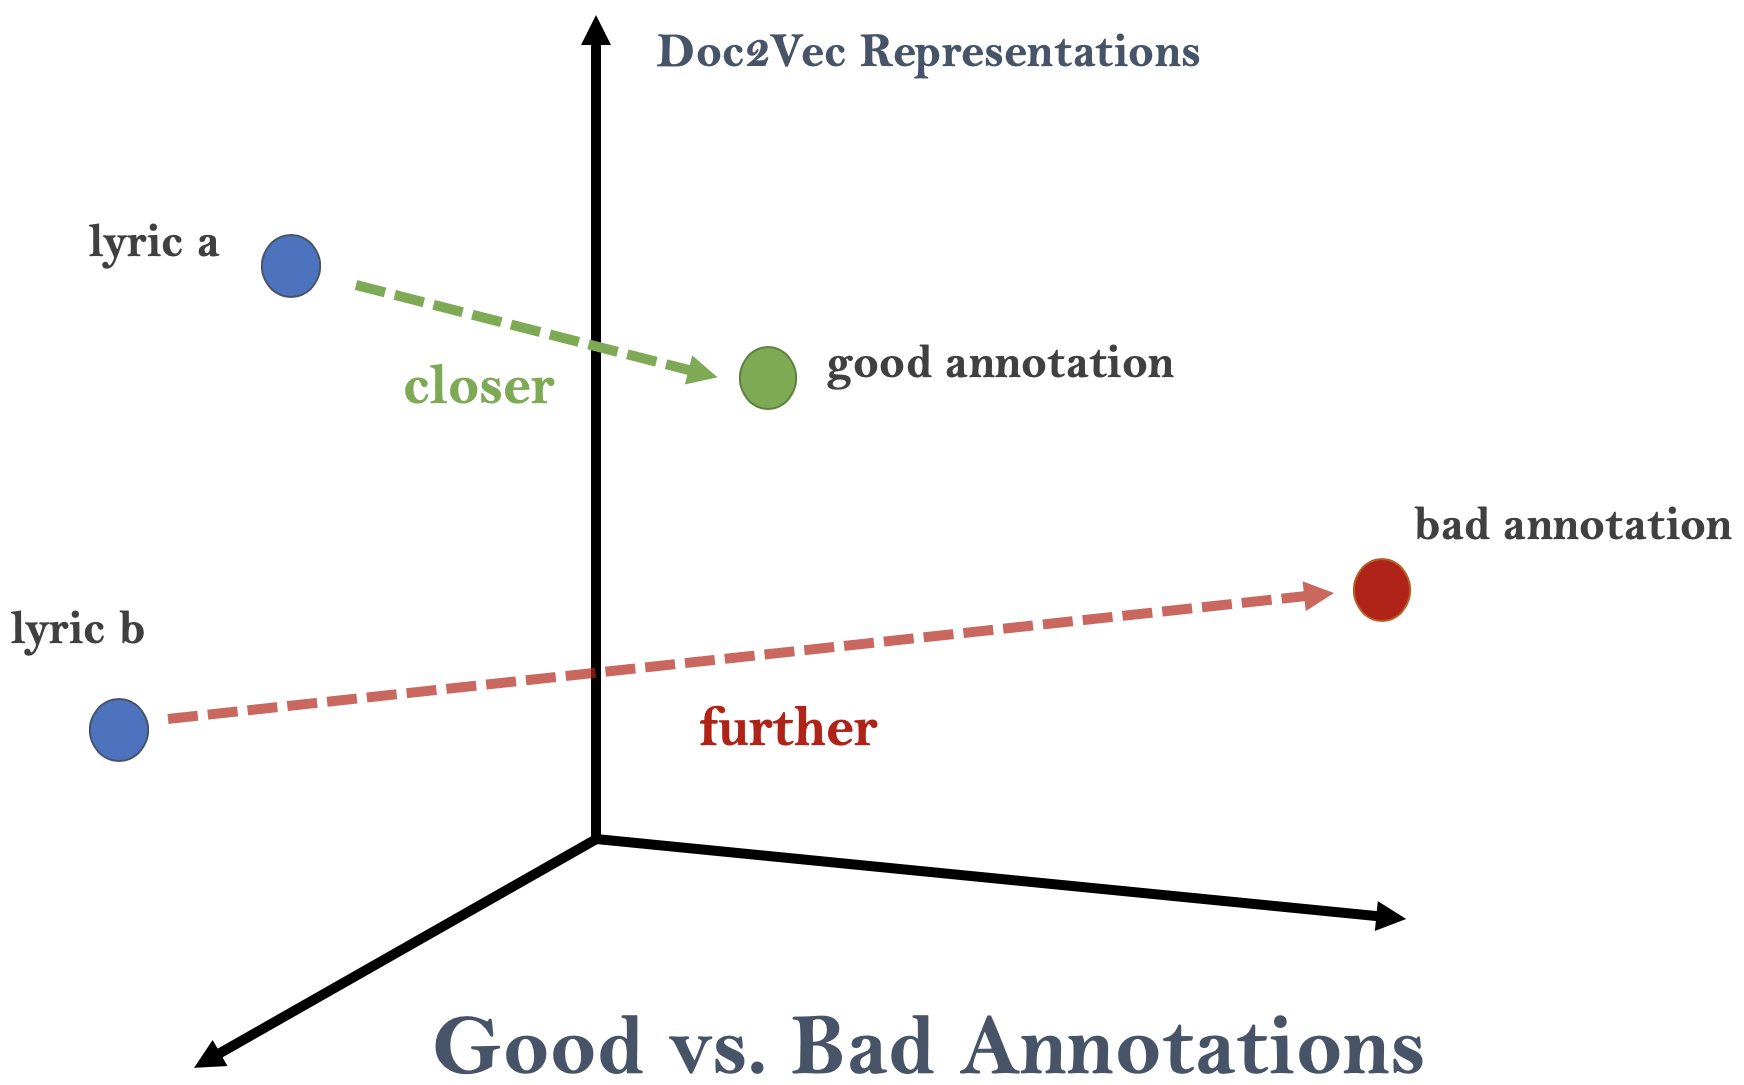 Doc2Vec Representations
lyric a
closer
good annotation
bad annotation
lyric b
further
Good vs. Bad Annotations